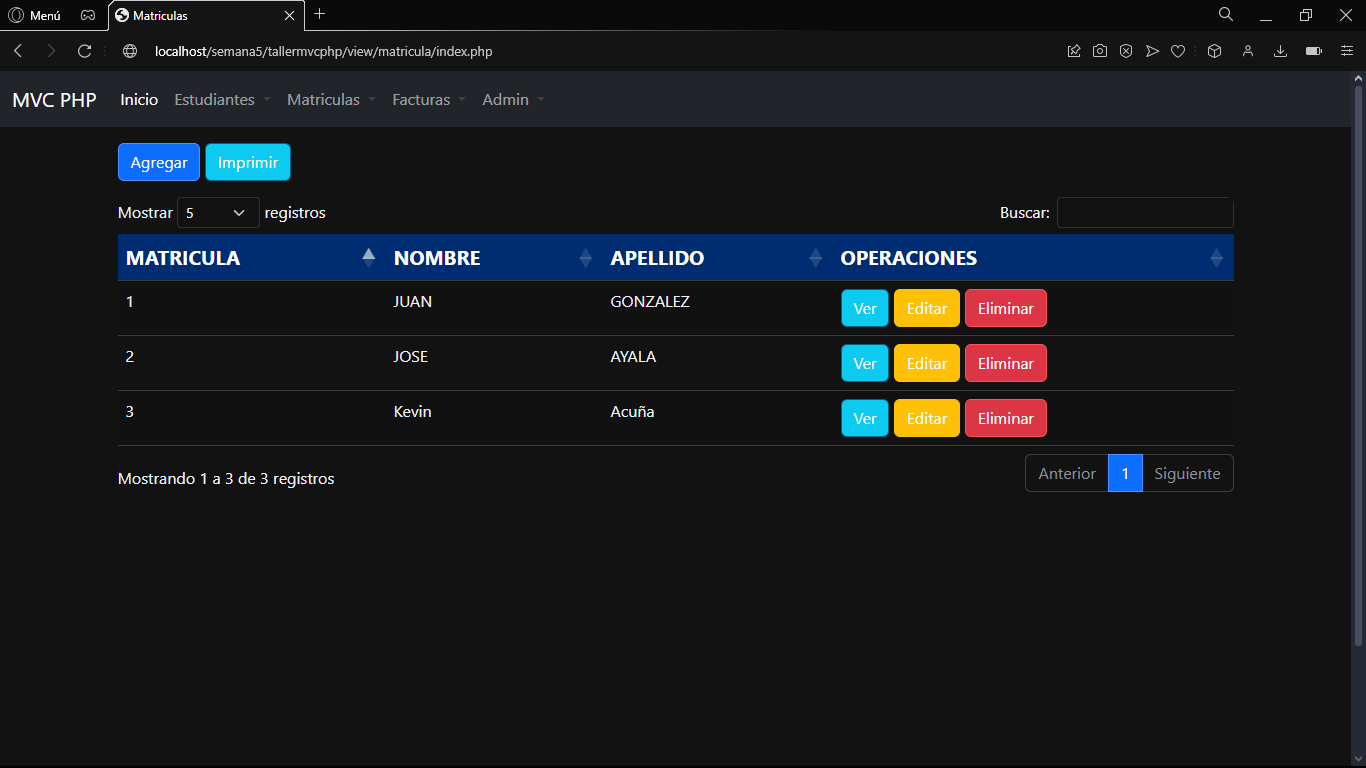 Menú
Matriculas
localhost/semana5/tallermvcphp/view/matricula/index.php
MVC PHP Inicio Estudiantes Matriculas Facturas Admin
Agregar Imprimir
Mostrar 5 registros Buscar:
MATRICULA NOMBRE APELLIDO OPERACIONES
1 JUAN GONZALEZ Ver Editar Eliminar
2 JOSE AYALA Ver Editar Eliminar
3 Kevin Acuña Ver Editar Eliminar
Mostrando 1 a 3 de 3 registros Anterior 1 Siguiente